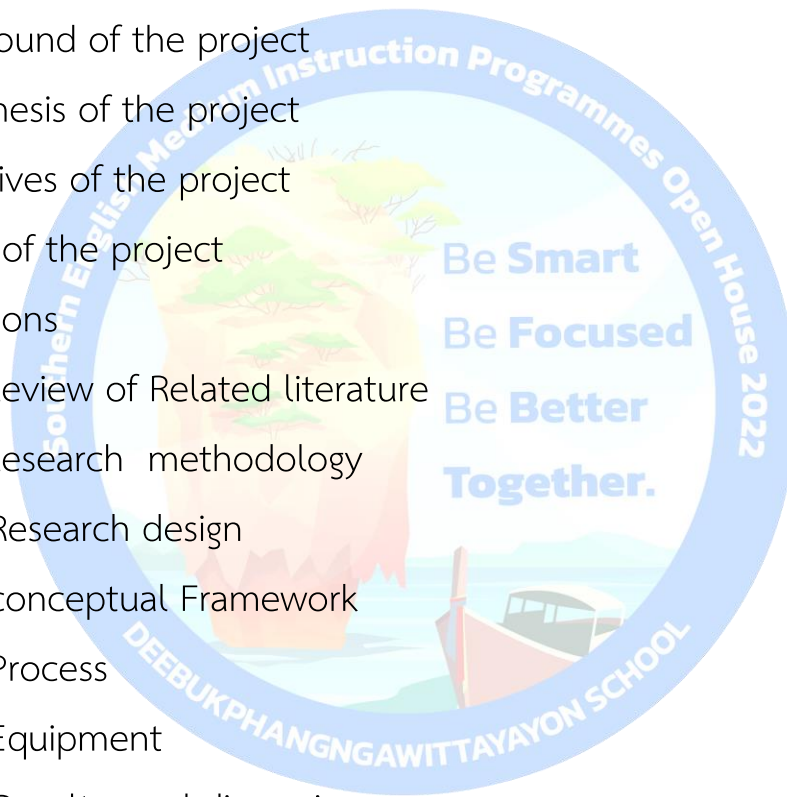 ound of the project
hesis of the project
ives of the project
of the project
ons
eview of Related literature
esearch methodology
Research design
conceptual Framework
Process
Equipment
Southern English Medium Instruction Programmes Open House 2022
Be Smart
Be Focused
Be Better
Together.
DEEBUKPHANGNGAWITTAYAYON SCHOOL